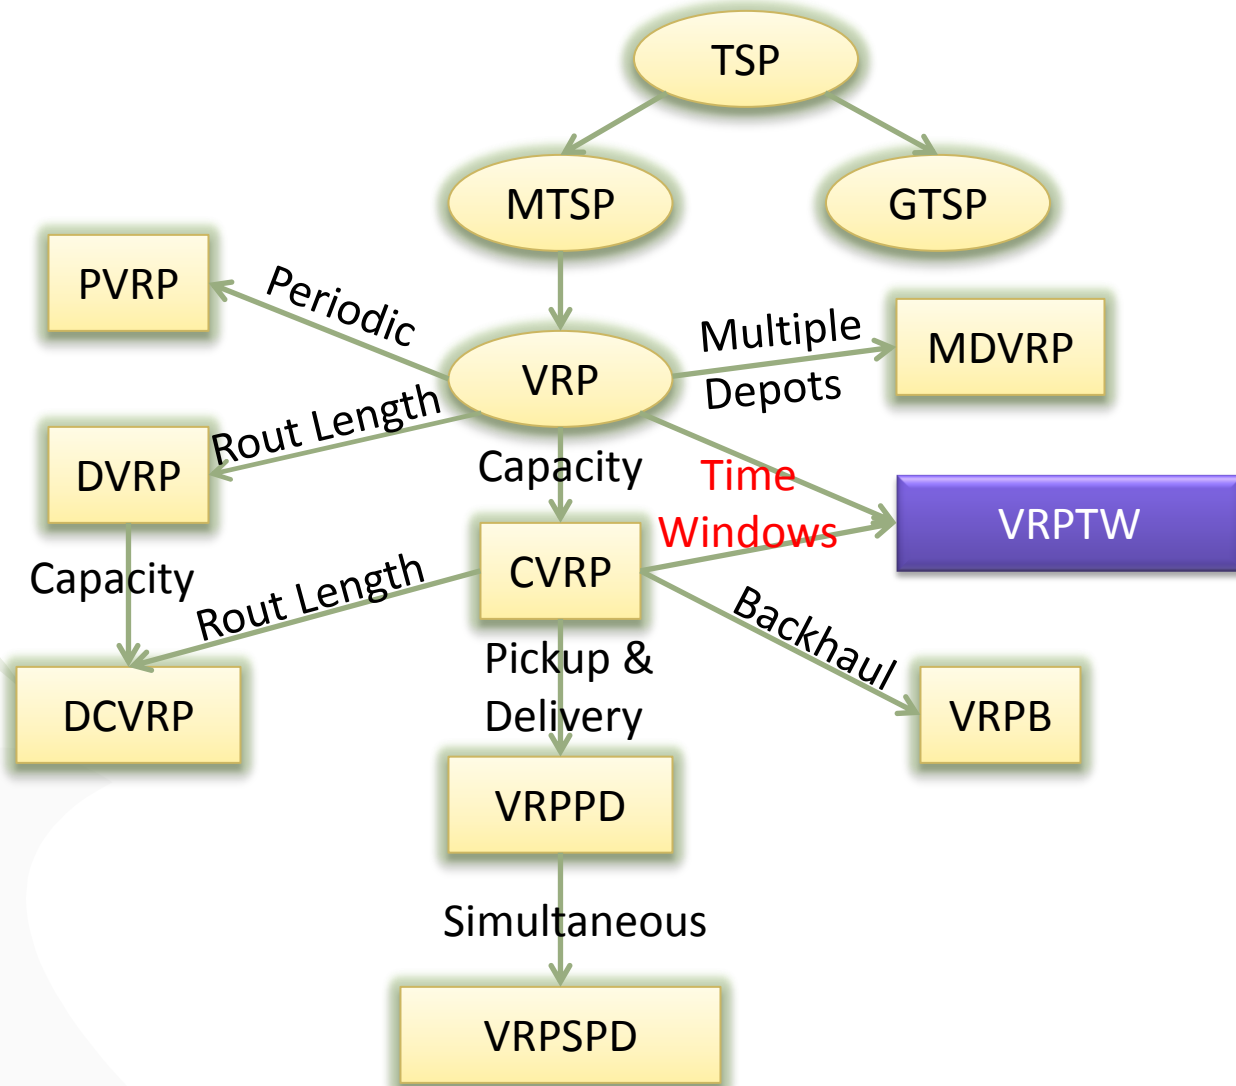 TSP
MTSP
GTSP
PVRP
Periodic
Multiple
Depots
MDVRP
VRP
Rout Length
DVRP
Capacity
Time
Windows
VRPTW
Capacity
Rout Length
CVRP
Backhaul
Pickup &
Delivery
DCVRP
VRPB
VRPPD
Simultaneous
VRPSPD